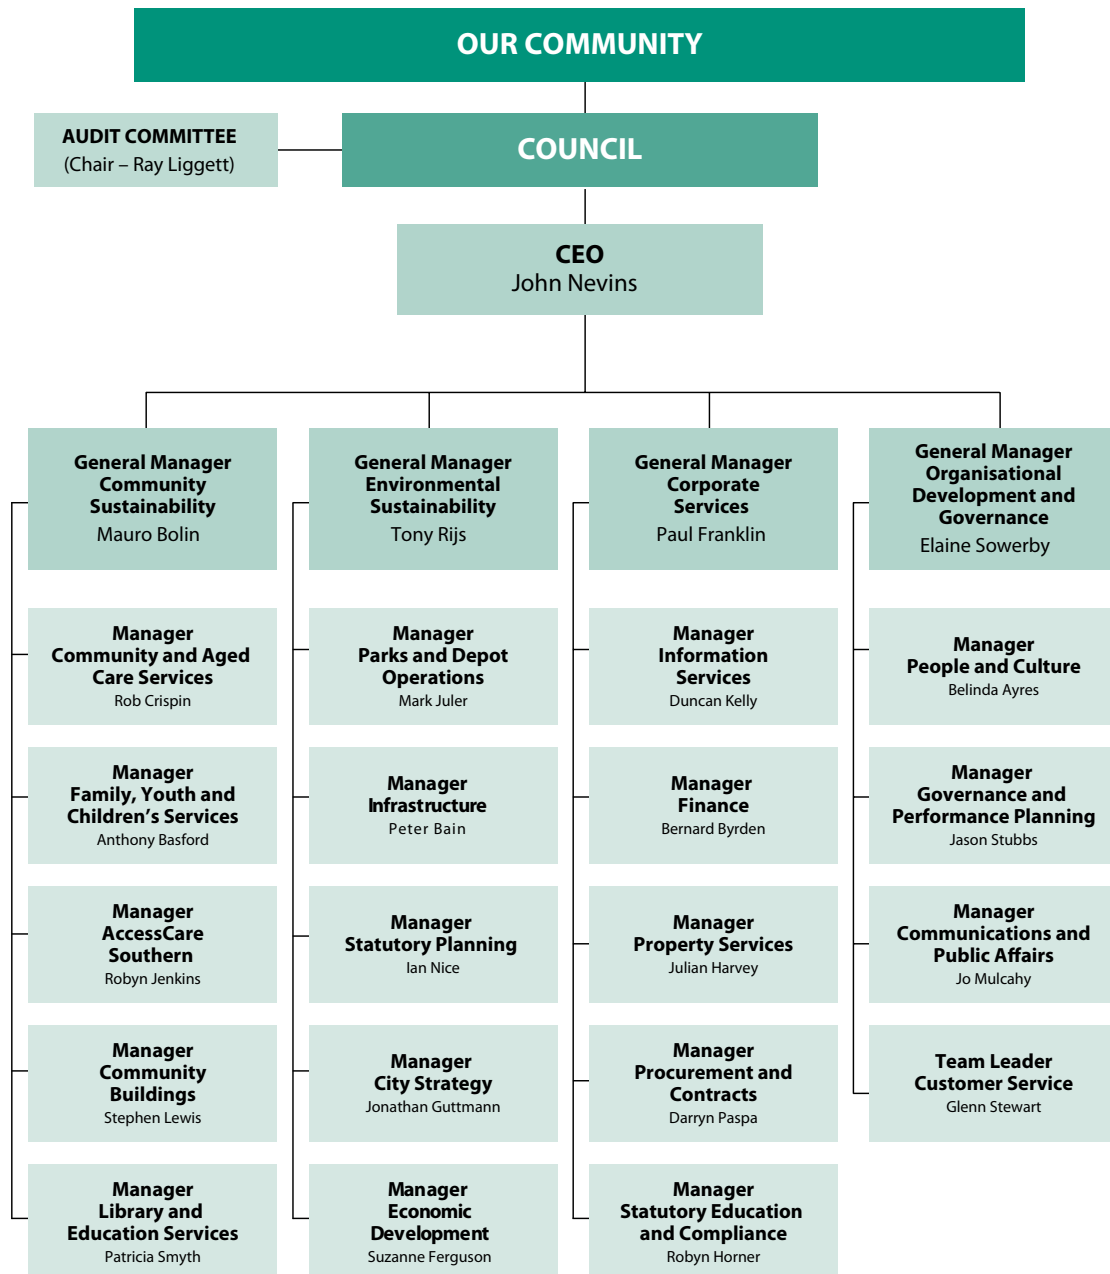 OUR COMMUNITY
AUDIT COMMITTEE
(Chair – Ray Liggett)
COUNCIL
CEO
John Nevins
General Manager
Community
Sustainability
Mauro Bolin
General Manager
Environmental
Sustainability
Tony Rijs
General Manager
Corporate
Services
Paul Franklin
General Manager
Organisational
Development and
Governance
Elaine Sowerby
Manager
Community and Aged
Care Services
Rob Crispin
Manager
Parks and Depot
Operations
Mark Juler
Manager
Information
Services
Duncan Kelly
Manager
People and Culture
Belinda Ayres
Manager
Family, Youth and
Children’s Services
Anthony Basford
Manager
Infrastructure
Peter Bain
Manager
Finance
Bernard Byrden
Manager
Governance and
Performance Planning
Jason Stubbs
Manager
AccessCare
Southern
Robyn Jenkins
Manager
Statutory Planning
Ian Nice
Manager
Property Services
Julian Harvey
Manager
Communications and
Public Affairs
Jo Mulcahy
Manager
Community
Buildings
Stephen Lewis
Manager
City Strategy
Jonathan Guttmann
Manager
Procurement and
Contracts
Darryn Paspa
Team Leader
Customer Service
Glenn Stewart
Manager
Library and
Education Services
Patricia Smyth
Manager
Economic
Development
Suzanne Ferguson
Manager
Statutory Education
and Compliance
Robyn Horner